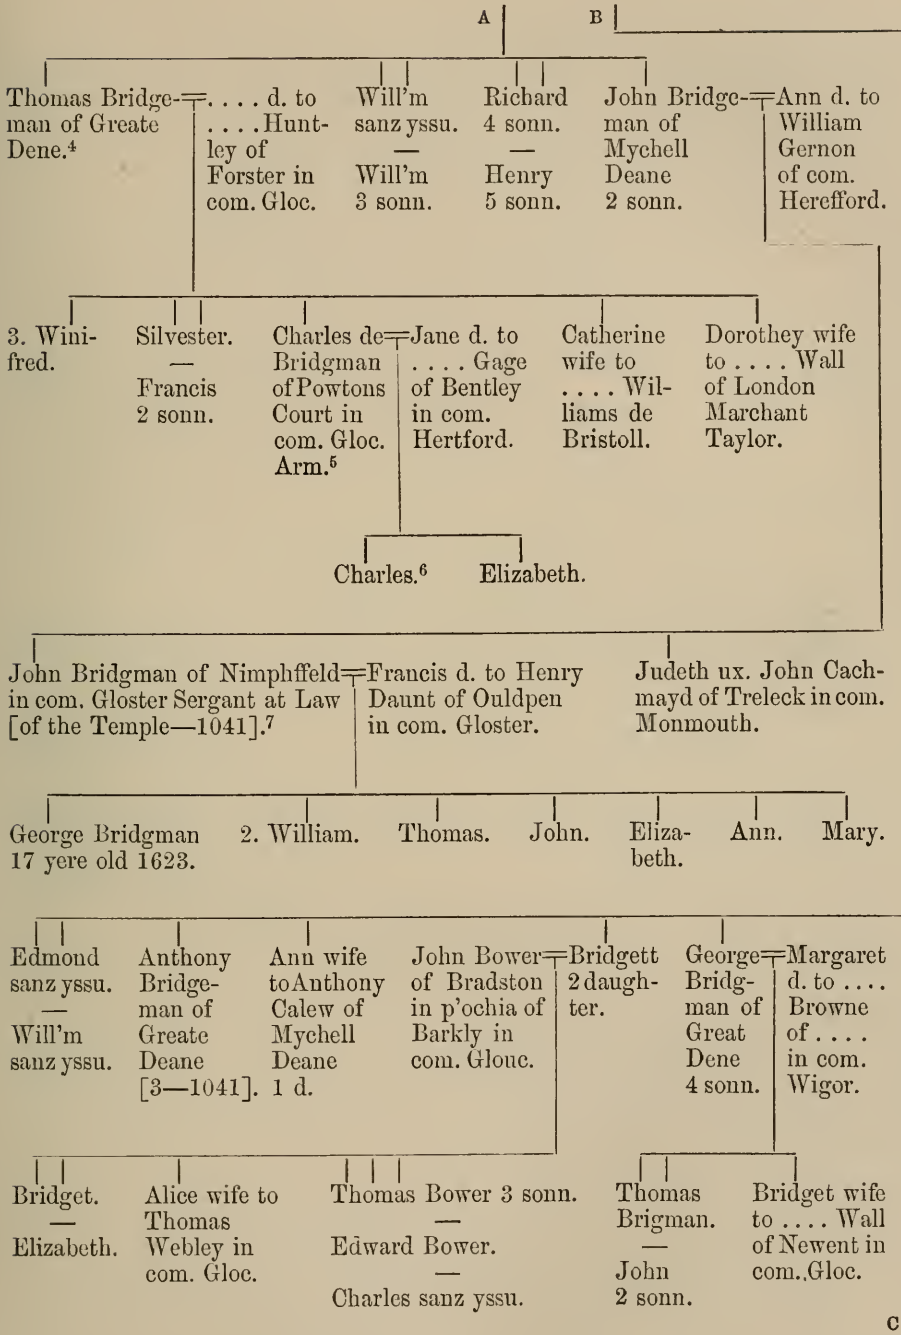 A B
Thomas Bridge-
man of Greate
Dene.⁴
. . . . d. to
. . . . Hunt-
ley of
Forster in
com. Gloc.
Will'm
sanz yssu.
—
Will'm
3 sonn.
Richard
4 sonn.
—
Henry
5 sonn.
John Bridge-
man of
Mychell
Deane
2 sonn.
Ann d. to
William
Gernon
of com.
Herefford.
3. Wini-
fred.
Silvester.
—
Francis
2 sonn.
Charles de
Bridgman
of Powtons
Court in
com. Gloc.
Arm.⁵
Jane d. to
. . . . Gage
of Bentley
in com.
Hertford.
Catherine
wife to
. . . . Wil-
liams de
Bristoll.
Dorothey wife
to . . . . Wall
of London
Marchant
Taylor.
Charles.⁶
Elizabeth.
John Bridgman of Nimphffeld
in com. Gloster Sergant at Law
[of the Temple—1041].⁷
Francis d. to Henry
Daunt of Ouldpen
in com. Gloster.
Judeth ux. John Cach-
mayd of Treleck in com.
Monmouth.
George Bridgman
17 yere old 1623.
2. William.
Thomas.
John.
Eliza-
beth.
Ann.
Mary.
Edmond
sanz yssu.
—
Will'm
sanz yssu.
Anthony
Bridge-
man of
Greate
Deane
[3—1041].
Ann wife
to Anthony
Calew of
Mychell
Deane
1 d.
John Bower
of Bradston
in p'ochia of
Barkly in
com. Glouc.
Bridgett
2 daugh-
ter.
George
Bridg-
man of
Great
Dene
4 sonn.
Margaret
d. to . . . .
Browne
of . . . .
in com.
Wigor.
Bridget.
—
Elizabeth.
Alice wife to
Thomas
Webley in
com. Gloc.
Thomas Bower 3 sonn.
—
Edward Bower.
—
Charles sanz yssu.
Thomas
Brigman.
—
John
2 sonn.
Bridget wife
to . . . . Wall
of Newent in
com..Gloc.
C